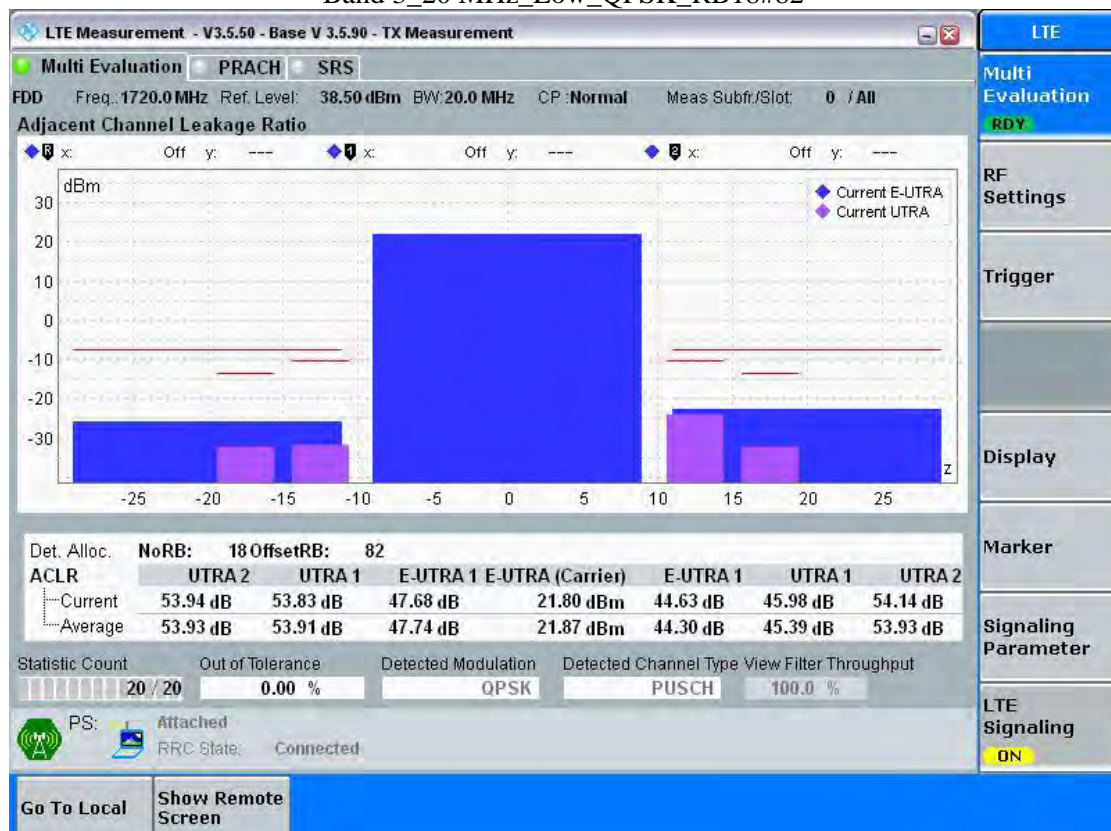 LTE Measurement - V3.5.50 - Base V 3.5.90 - TX Measurement
LTE
Multi Evaluation PRACH SRS
Multi Evaluation
RDY
FDD Freq.: 1720.0 MHz Ref. Level: 38.50 dBm BW: 20.0 MHz CP : Normal Meas Subfr./Slot: 0 / All
Adjacent Channel Leakage Ratio
R x: Off y: --- 1 x: Off y: --- 2 x: Off y: ---
RF Settings
dBm
Current E-UTRA
Current UTRA
30
20
10
0
-10
-20
-30
z
-25 -20 -15 -10 -5 0 5 10 15 20 25
Trigger
Display
Det. Alloc. NoRB: 18 OffsetRB: 82
ACLR UTRA 2 UTRA 1 E-UTRA 1 E-UTRA (Carrier) E-UTRA 1 UTRA 1 UTRA 2
Current 53.94 dB 53.83 dB 47.68 dB 21.80 dBm 44.63 dB 45.98 dB 54.14 dB
Average 53.93 dB 53.91 dB 47.74 dB 21.87 dBm 44.30 dB 45.39 dB 53.93 dB
Marker
Signaling Parameter
Statistic Count Out of Tolerance Detected Modulation Detected Channel Type View Filter Throughput
20 / 20 0.00 % QPSK PUSCH 100.0 %
PS: Attached
RRC State: Connected
LTE Signaling
ON
Go To Local
Show Remote Screen